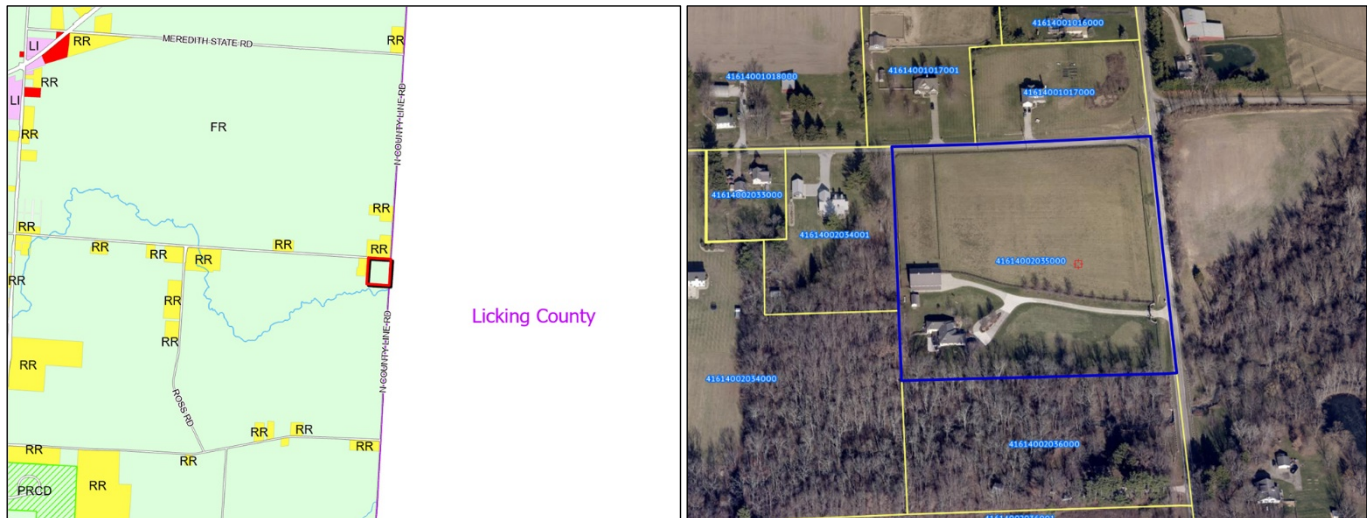 MEREDITH STATE RD
LI
RR
RR
RR
LI
FR
RR
N COUNTY LINE RD
RR
RR
RR
RR
RR
RR
RR
RR
RR
RR
RR
Licking County
N COUNTY LINE RD
RR
ROSS RD
RR
RR
RR
RR
RR
RR
PRCD
41614001016000
41614001018000
41614001017001
41614001017000
41614002033000
41614002034001
41614002035000
41614002034000
41614002036000